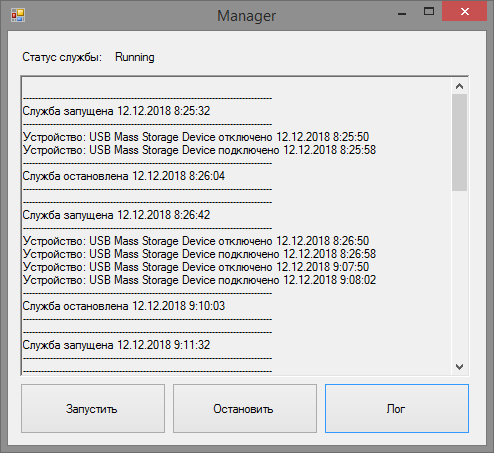 Manager
Статус службы: Running
--------------------------------------------------------------------------------
Служба запущена 12.12.2018 8:25:32
--------------------------------------------------------------------------------
Устройство: USB Mass Storage Device отключено 12.12.2018 8:25:50
Устройство: USB Mass Storage Device подключено 12.12.2018 8:25:58
--------------------------------------------------------------------------------
Служба остановлена 12.12.2018 8:26:04
--------------------------------------------------------------------------------
--------------------------------------------------------------------------------
Служба запущена 12.12.2018 8:26:42
--------------------------------------------------------------------------------
Устройство: USB Mass Storage Device отключено 12.12.2018 8:26:50
Устройство: USB Mass Storage Device подключено 12.12.2018 8:26:58
Устройство: USB Mass Storage Device отключено 12.12.2018 9:07:50
Устройство: USB Mass Storage Device подключено 12.12.2018 9:08:02
--------------------------------------------------------------------------------
Служба остановлена 12.12.2018 9:10:03
--------------------------------------------------------------------------------
--------------------------------------------------------------------------------
Служба запущена 12.12.2018 9:11:32
--------------------------------------------------------------------------------
--------------------------------------------------------------------------------
Запустить
Остановить
Лог